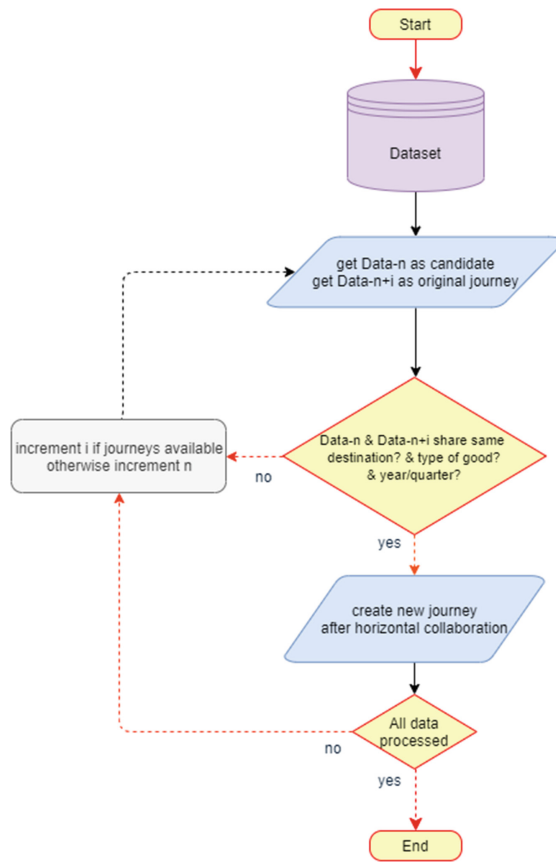 Start
Dataset
get Data-n as candidate
get Data-n+i as original journey
Data-n & Data-n+i share same
destination? & type of good?
& year/quarter?
increment i if journeys available
otherwise increment n
no
yes
create new journey
after horizontal collaboration
All data
processed
no
yes
End